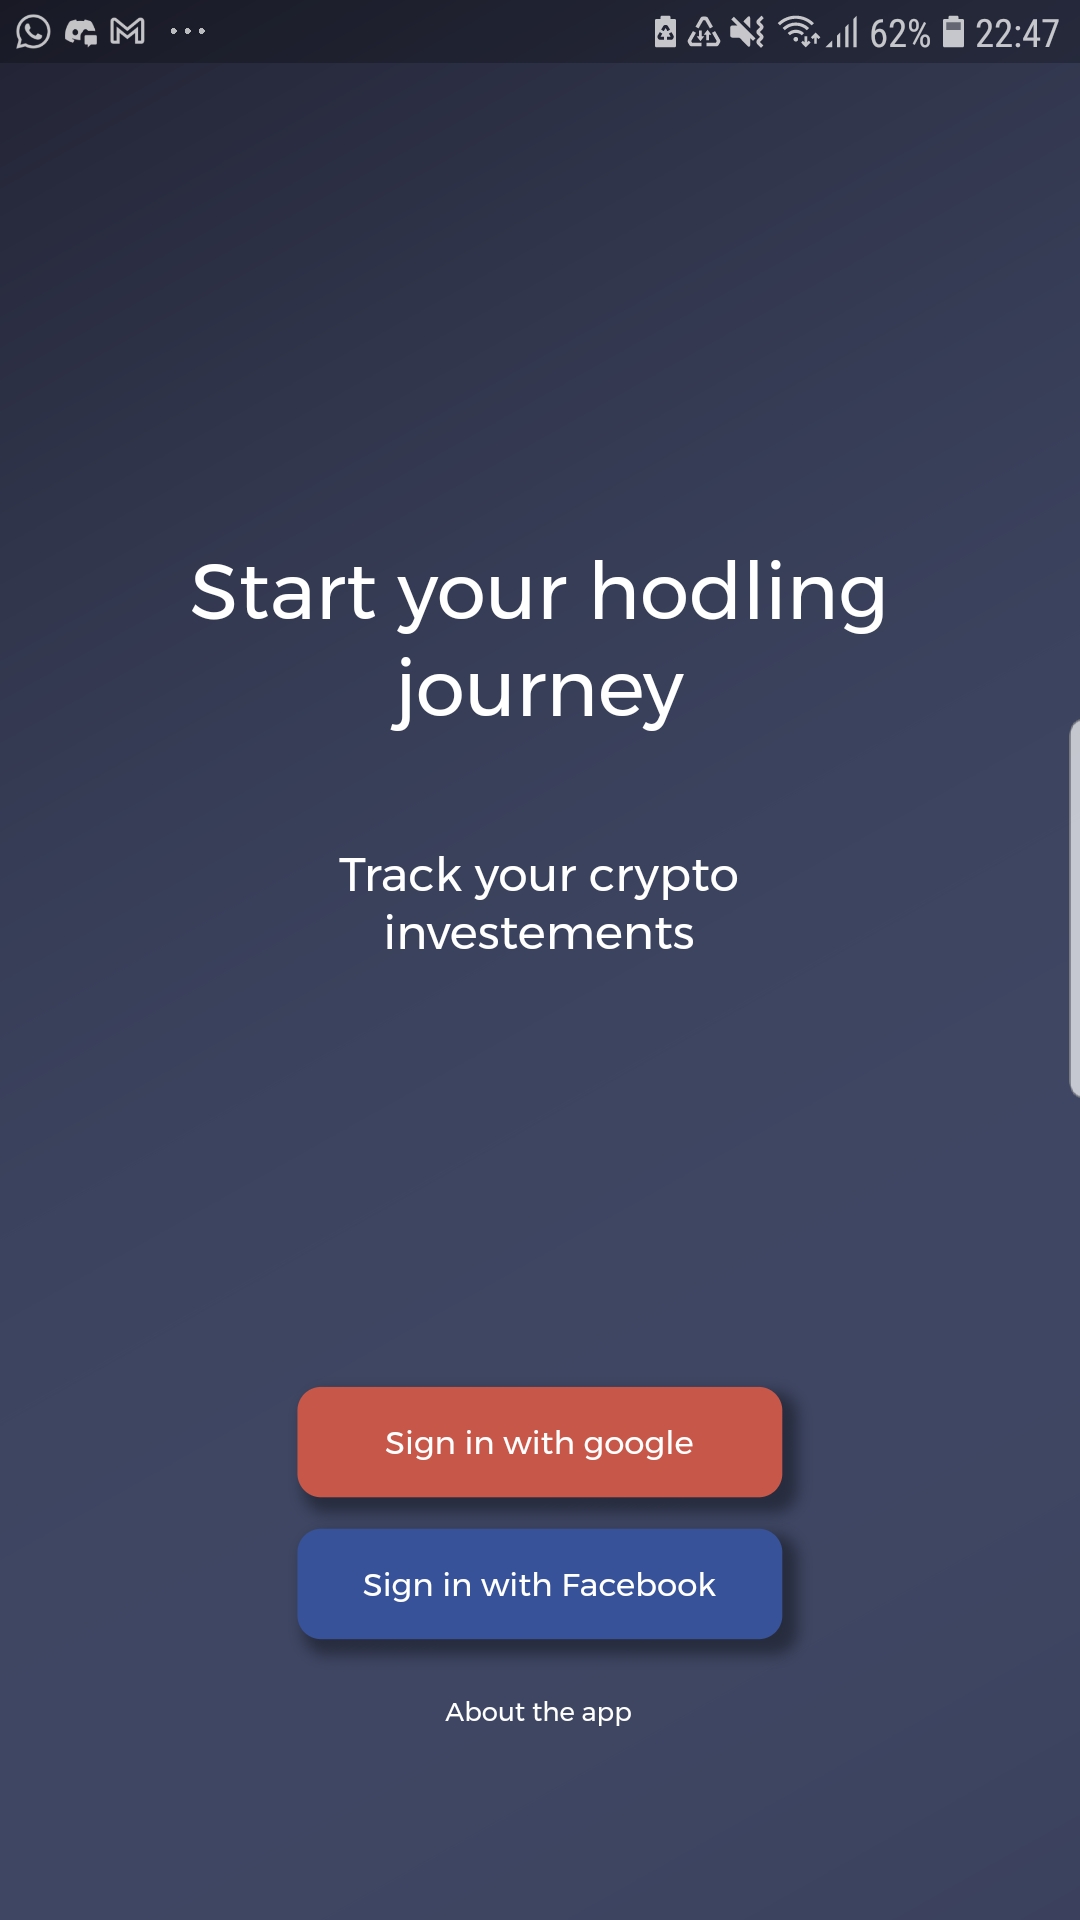 62% 22:47
Start your hodling
journey
Track your crypto
investements
Sign in with google
Sign in with Facebook
About the app